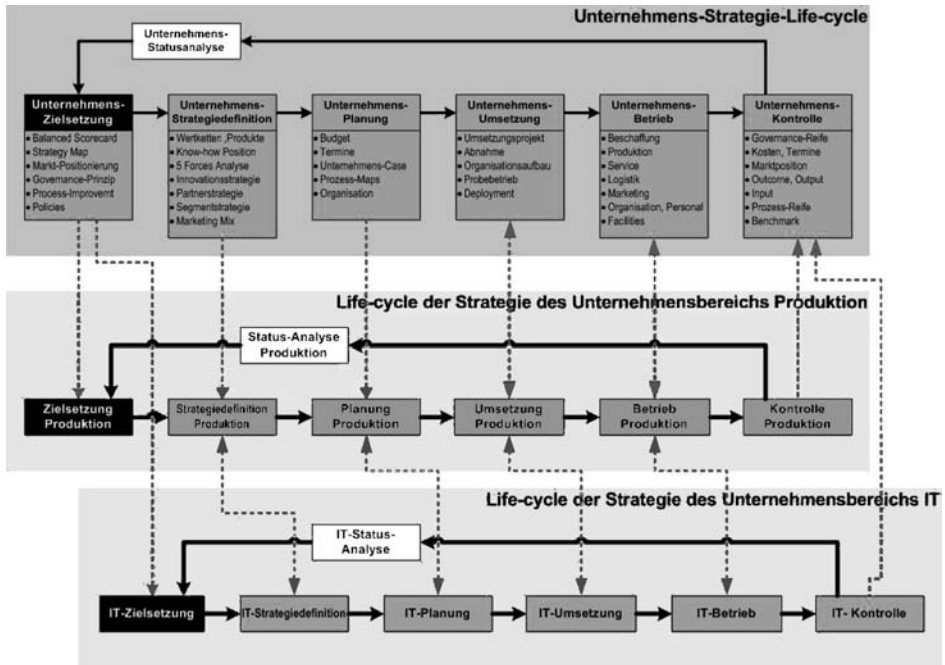 Unternehmens-Strategie-Life-cycle
Unternehmens-
Statusanalyse
Unternehmens-
Zielsetzung
• Balanced Scorecard
• Strategy Map
• Markt-Positionierung
• Governance-Prinzip
• Process-Improvemt
• Policies
Unternehmens-
Strategiedefinition
• Wertketten ,Produkte
• Know-how Position
• 5 Forces Analyse
• Innovationsstrategie
• Partnerstrategie
• Segmentstrategie
• Marketing Mix
Unternehmens-
Planung
• Budget
• Termine
• Unternehmens-Case
• Prozess-Maps
• Organisation
Unternehmens-
Umsetzung
• Umsetzungsprojekt
• Abnahme
• Organisationsaufbau
• Probebetrieb
• Deployment
Unternehmens-
Betrieb
• Beschaffung
• Produktion
• Service
• Logistik
• Marketing
• Organisation, Personal
• Facilities
Unternehmens-
Kontrolle
• Governance-Reife
• Kosten, Termine
• Marktposition
• Outcome, Output
• Input
• Prozess-Reife
• Benchmark
Life-cycle der Strategie des Unternehmensbereichs Produktion
Status-Analyse
Produktion
Zielsetzung
Produktion
Strategiedefinition
Produktion
Planung
Produktion
Umsetzung
Produktion
Betrieb
Produktion
Kontrolle
Produktion
Life-cycle der Strategie des Unternehmensbereichs IT
IT-Status-
Analyse
IT-Zielsetzung
IT-Strategiedefinition
IT-Planung
IT-Umsetzung
IT-Betrieb
IT- Kontrolle